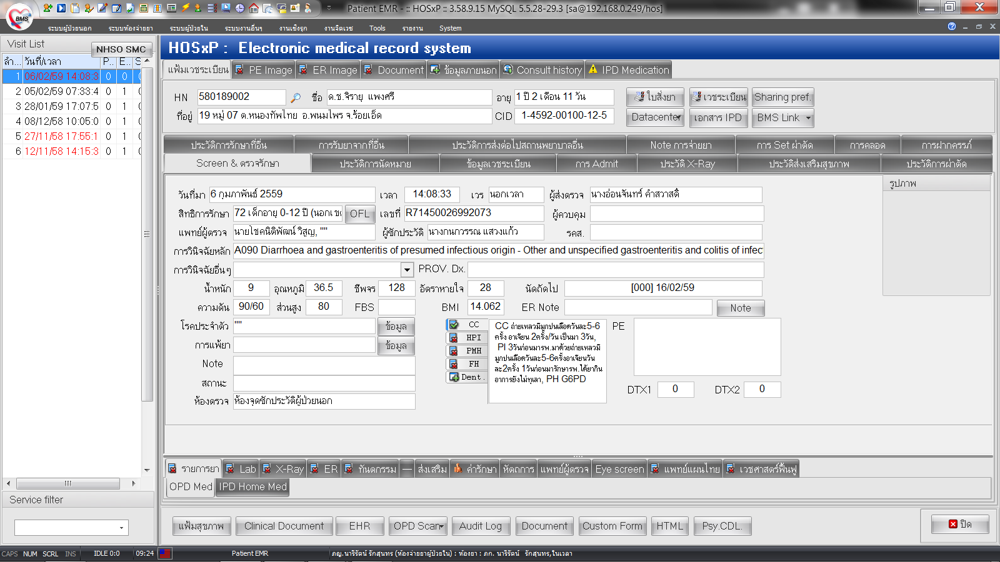 Patient EMR - :: HOSxP :: 3.58.9.15 MySQL 5.5.28-29.3 [sa@192.168.0.249/hos]
BMS
ระบบผู้ป่วยนอก ระบบห้องจ่ายยา ระบบผู้ป่วยใน ระบบงานอื่นๆ งานเชิงรุก งานจิตเวช Tools รายงาน System
Visit List
NHSO SMC
ลำ... วันที่/เวลา P.. E.. S
1 06/02/59 14:08:3 0 0
2 05/02/59 07:33:4 0 1
3 28/01/59 17:07:5 0 1
4 08/12/58 10:05:0 0 1
5 27/11/58 17:55:1 0 1
6 12/11/58 14:15:3 0 1
Service filter
HOSxP : Electronic medical record system
แฟ้มเวชระเบียน PE Image ER Image Document ข้อมูลภายนอก Consult history IPD Medication
HN 580189002 ชื่อ ด.ช.จิรายุ แพงศรี อายุ 1 ปี 2 เดือน 11 วัน ใบสั่งยา เวชระเบียน Sharing pref.
ที่อยู่ 19 หมู่ 07 ต.หนองทัพไทย อ.พนมไพร จ.ร้อยเอ็ด CID 1-4592-00100-12-5 Datacenter เอกสาร IPD BMS Link
ประวัติการรักษาที่อื่น การรับยาจากที่อื่น ประวัติการส่งต่อไปสถานพยาบาลอื่น Note การจ่ายยา การ Set ผ่าตัด การคลอด การฝากครรภ์
Screen & ตรวจรักษา ประวัติการนัดหมาย ข้อมูลเวชระเบียน การ Admit ประวัติ X-Ray ประวัติส่งเสริมสุขภาพ ประวัติการผ่าตัด
รูปภาพ
วันที่มา 6 กุมภาพันธ์ 2559 เวลา 14:08:33 เวร นอกเวลา ผู้ส่งตรวจ นางอ่อนจันทร์ คำสวาสดิ์
สิทธิการรักษา 72 เด็กอายุ 0-12 ปี (นอกเขต OFL เลขที่ R71450026992073 ผู้ควบคุม
แพทย์ผู้ตรวจ นายโชคนิติพัฒน์ วิสูญ, "" ผู้ซักประวัติ นางกนกวรรณ แสวงแก้ว รคส.
การวินิจฉัยหลัก A090 Diarrhoea and gastroenteritis of presumed infectious origin - Other and unspecified gastroenteritis and colitis of infec
การวินิจฉัยอื่นๆ PROV. Dx.
น้ำหนัก 9 อุณหภูมิ 36.5 ชีพจร 128 อัตราหายใจ 28 นัดถัดไป [000] 16/02/59
ความดัน 90/60 ส่วนสูง 80 FBS BMI 14.062 ER Note Note
โรคประจำตัว "" ข้อมูล
การแพ้ยา ข้อมูล
Note
สถานะ
ห้องตรวจ ห้องจุดซักประวัติผู้ป่วยนอก
CC
HPI
PMH
FH
Dent.
CC ถ่ายเหลวมีมูกปนเลือดวันละ5-6
ครั้ง อาเจียน 2ครั้ง/วัน เป็นมา 3วัน,
PI 3วันก่อนมารพ.มาด้วยถ่ายเหลวมี
มูกปนเลือดวันละ5-6ครั้งอาเจียนวัน
ละ2ครั้ง 1วันก่อนมารักษารพ.ได้ยากิน
อาการยังไม่ทุเลา, PH G6PD
PE
DTX1 0 DTX2 0
รายการยา Lab X-Ray ER ทันตกรรม — ส่งเสริม ค่ารักษา หัตถการ แพทย์ผู้ตรวจ Eye screen แพทย์แผนไทย เวชศาสตร์ฟื้นฟู
OPD Med IPD Home Med
แฟ้มสุขภาพ Clinical Document EHR OPD Scan Audit Log Document Custom Form HTML Psy.CDL. ปิด
CAPS NUM SCRL INS IDLE 0:0 09:24 Patient EMR ภญ.นารีรัตน์ รักสุนทร (ห้องจ่ายยาผู้ป่วยใน) : ห้องยา : ภก. นารีรัตน์ รักสุนทร,ในเวลา